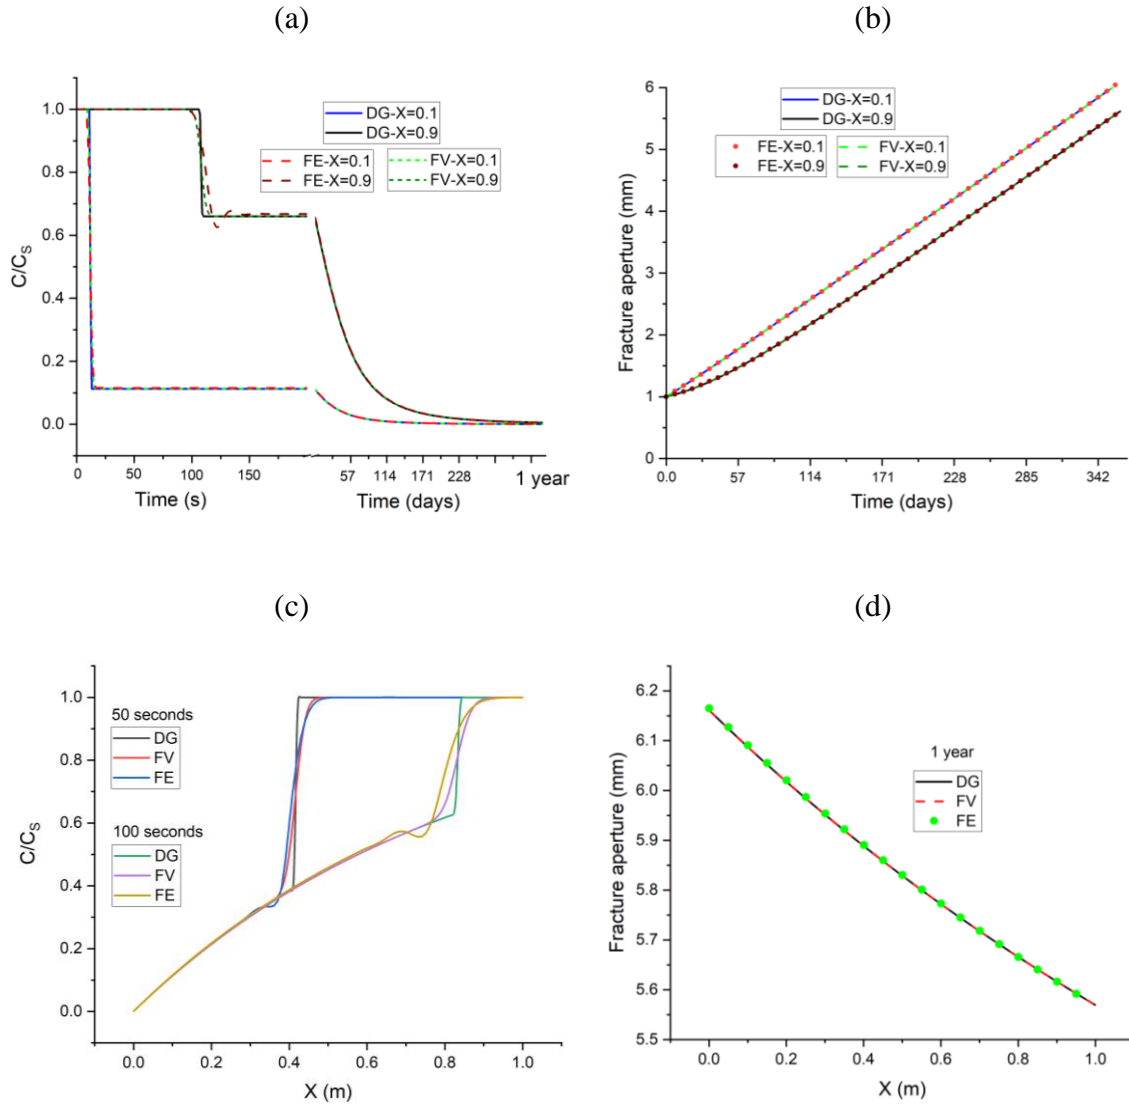 (a)
DG-X=0.1
DG-X=0.9
FE-X=0.1
FE-X=0.9
FV-X=0.1
FV-X=0.9
C/C_S
1.0
0.8
0.6
0.4
0.2
0.0
0 50 100 150 57 114 171 228 1 year
Time (s) Time (days)
(b)
DG-X=0.1
DG-X=0.9
FE-X=0.1
FE-X=0.9
FV-X=0.1
FV-X=0.9
Fracture aperture (mm)
6
5
4
3
2
1
0
0.0 57 114 171 228 285 342
Time (days)
(c)
50 seconds
DG
FV
FE
100 seconds
DG
FV
FE
C/C_S
1.0
0.8
0.6
0.4
0.2
0.0
0.0 0.2 0.4 0.6 0.8 1.0
X (m)
(d)
1 year
DG
FV
FE
Fracture aperture (mm)
6.2
6.1
6.0
5.9
5.8
5.7
5.6
5.5
0.0 0.2 0.4 0.6 0.8 1.0
X (m)